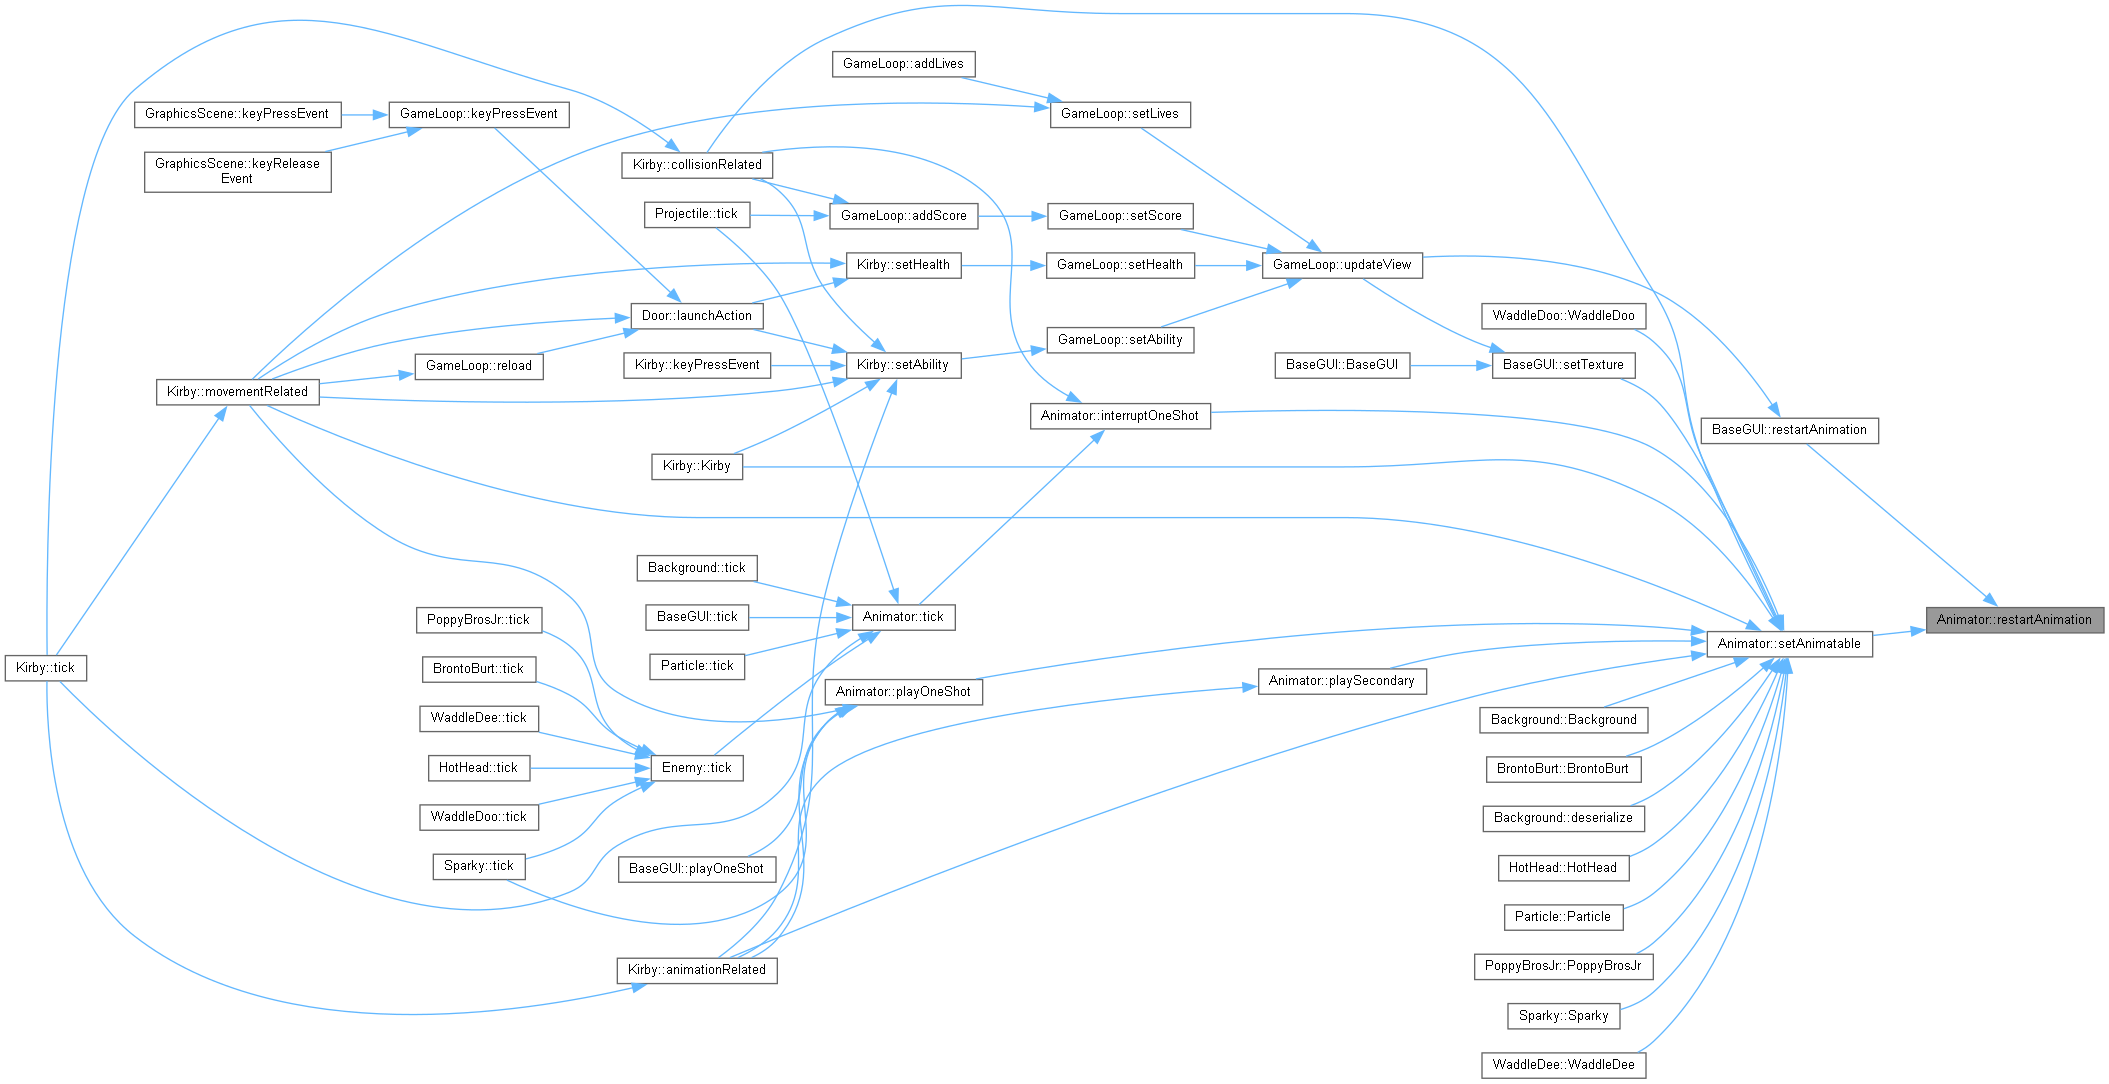 GameLoop::addLives
GraphicsScene::keyPressEvent
GameLoop::keyPressEvent
GameLoop::setLives
GraphicsScene::keyRelease
Event
Kirby::collisionRelated
Projectile::tick
GameLoop::addScore
GameLoop::setScore
Kirby::setHealth
GameLoop::setHealth
GameLoop::updateView
Door::launchAction
WaddleDoo::WaddleDoo
GameLoop::setAbility
GameLoop::reload
Kirby::keyPressEvent
Kirby::setAbility
BaseGUI::BaseGUI
BaseGUI::setTexture
Kirby::movementRelated
Animator::interruptOneShot
BaseGUI::restartAnimation
Kirby::Kirby
Background::tick
PoppyBrosJr::tick
BaseGUI::tick
Animator::tick
Animator::restartAnimation
Animator::setAnimatable
Kirby::tick
BrontoBurt::tick
Particle::tick
Animator::playOneShot
Animator::playSecondary
WaddleDee::tick
Background::Background
HotHead::tick
Enemy::tick
BrontoBurt::BrontoBurt
WaddleDoo::tick
Background::deserialize
Sparky::tick
BaseGUI::playOneShot
HotHead::HotHead
Particle::Particle
Kirby::animationRelated
PoppyBrosJr::PoppyBrosJr
Sparky::Sparky
WaddleDee::WaddleDee